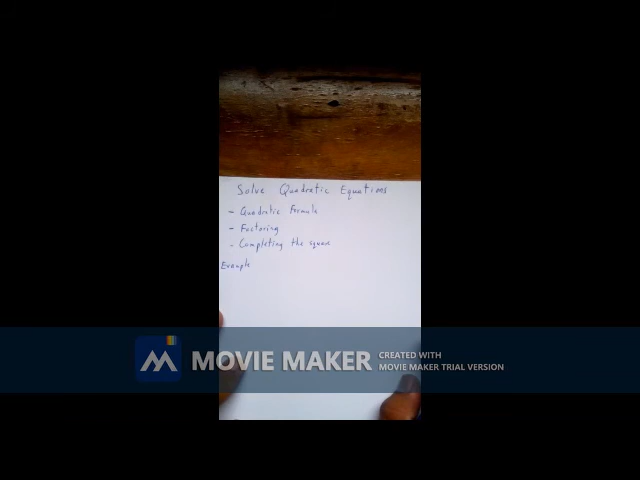 Solve Quadratic Equations
- Quadratic Formula
- Factoring
- Completing the square
Example
MOVIE MAKER
CREATED WITH
MOVIE MAKER TRIAL VERSION